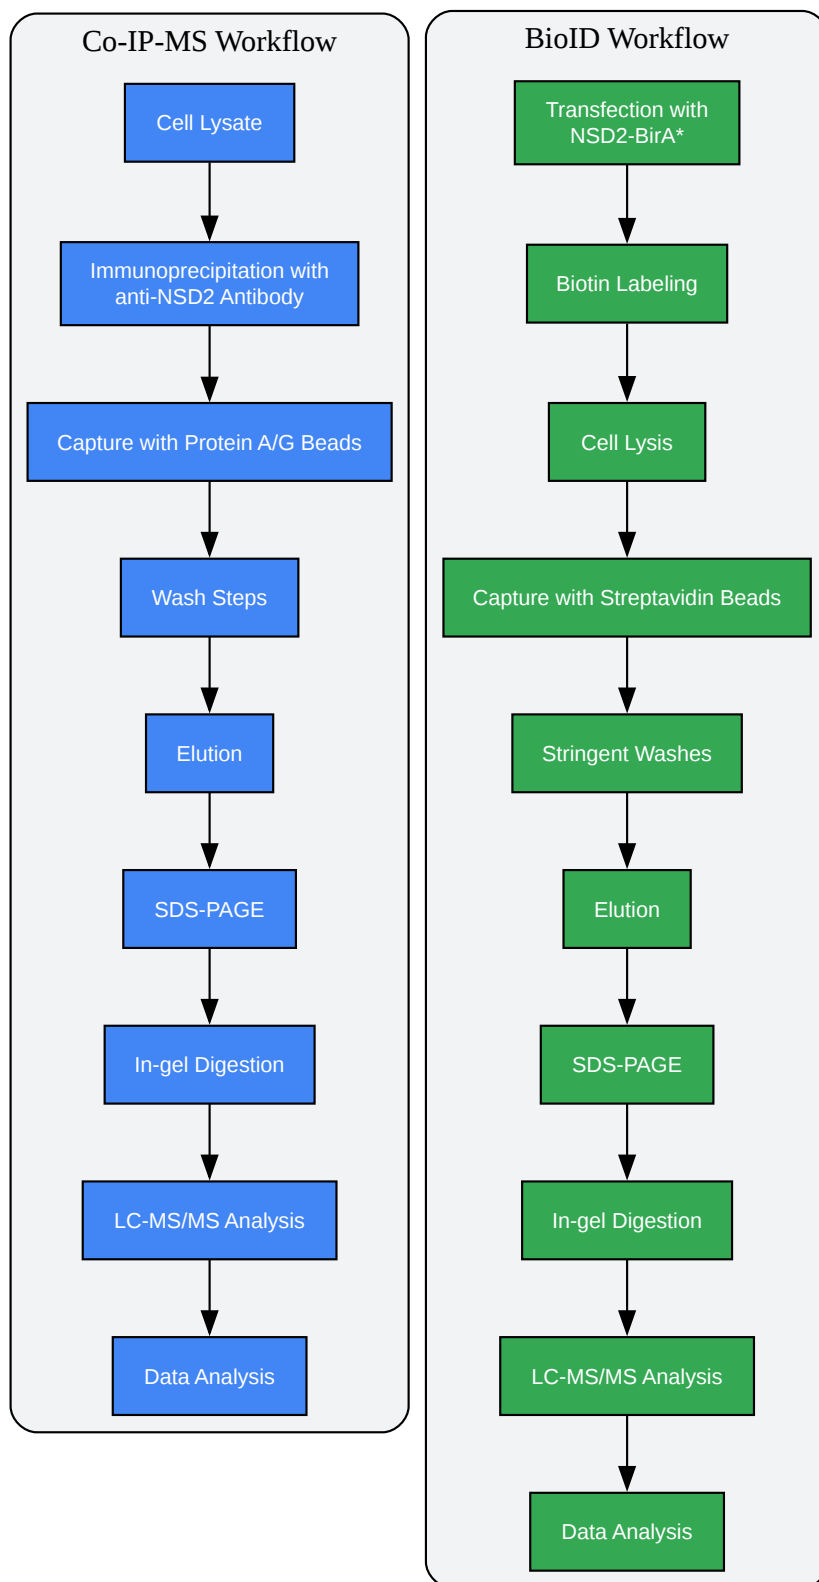 Co-IP-MS Workflow
Cell Lysate
Immunoprecipitation with
anti-NSD2 Antibody
Capture with Protein A/G Beads
Wash Steps
Elution
SDS-PAGE
In-gel Digestion
LC-MS/MS Analysis
Data Analysis
BioID Workflow
Transfection with
NSD2-BirA*
Biotin Labeling
Cell Lysis
Capture with Streptavidin Beads
Stringent Washes
Elution
SDS-PAGE
In-gel Digestion
LC-MS/MS Analysis
Data Analysis